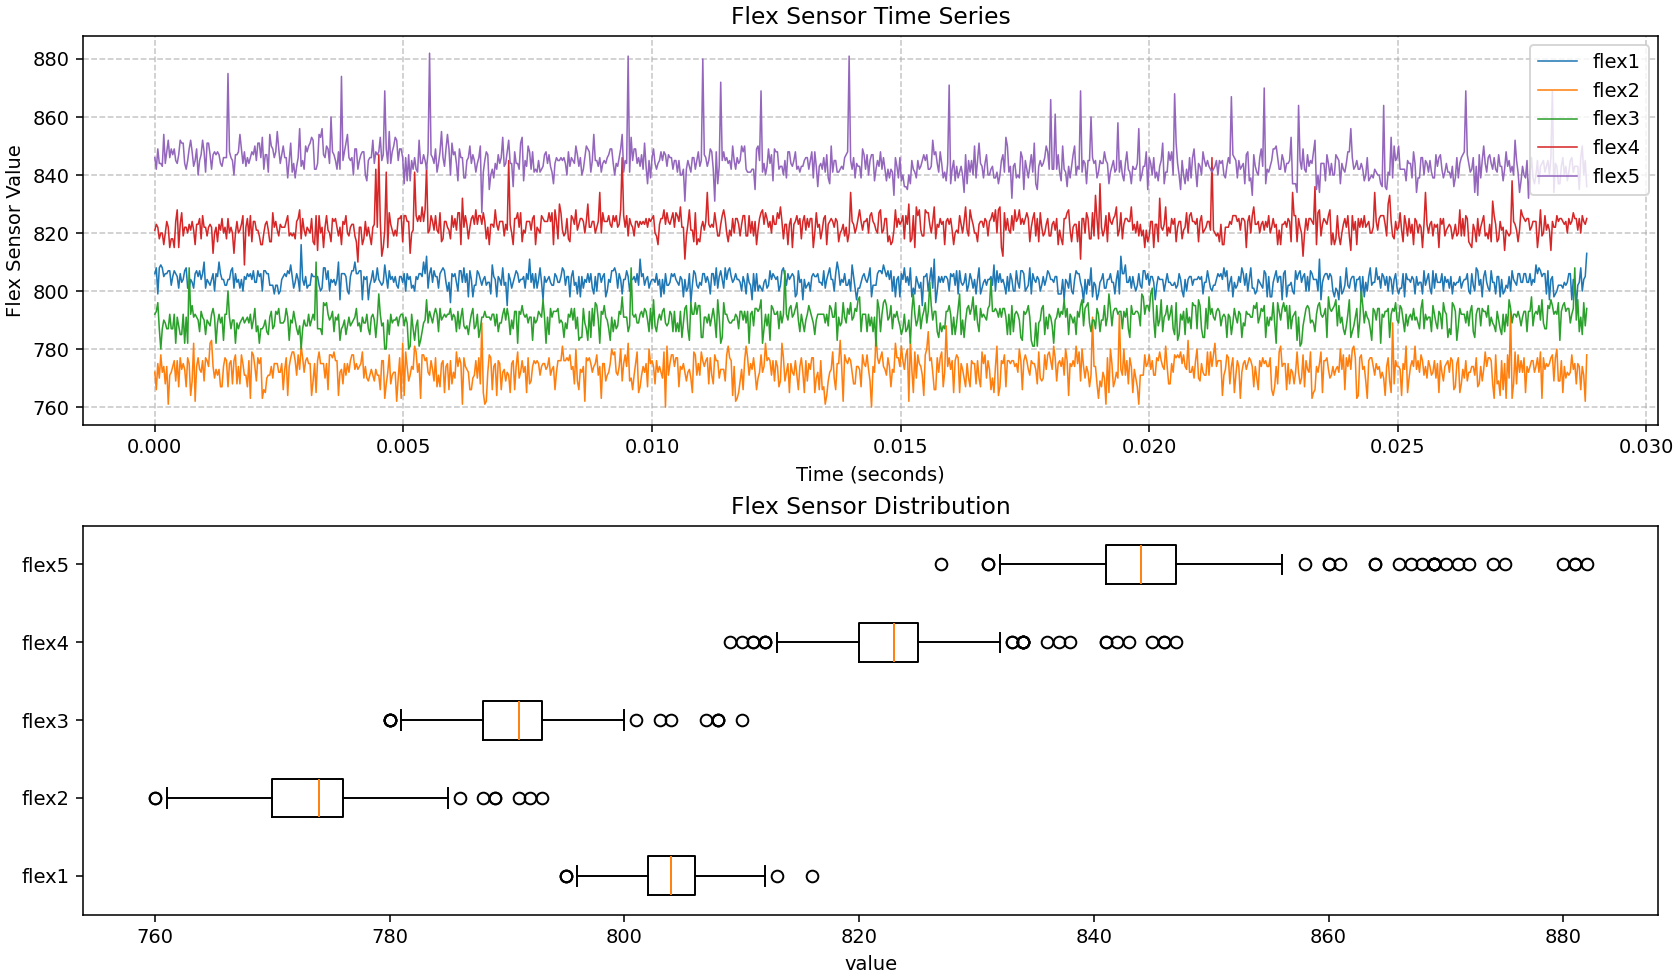 Flex Sensor Time Series
Flex Sensor Value
880
860
840
820
800
780
760
flex1
flex2
flex3
flex4
flex5
0.000 0.005 0.010 0.015 0.020 0.025 0.030
Time (seconds)
Flex Sensor Distribution
flex5
flex4
flex3
flex2
flex1
760 780 800 820 840 860 880
value